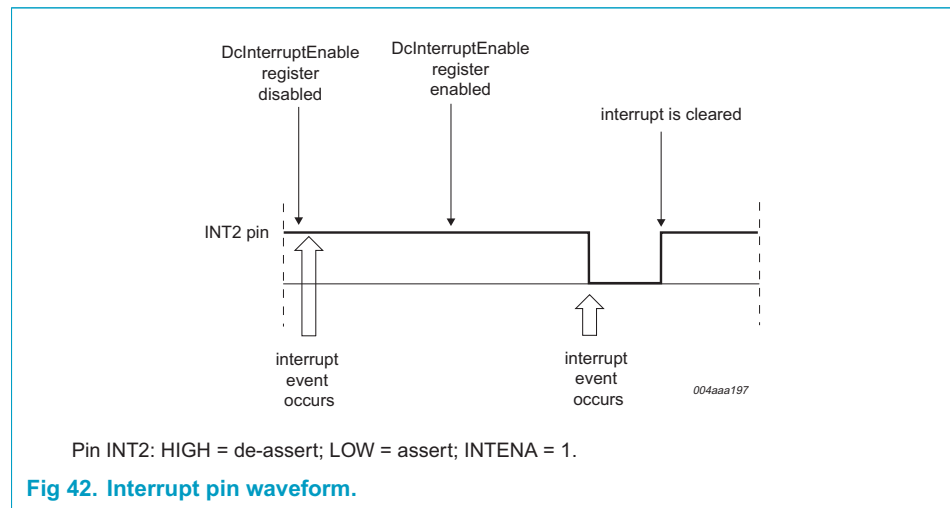 DcInterruptEnable
register
disabled
DcInterruptEnable
register
enabled
interrupt is cleared
INT2 pin
interrupt
event
occurs
interrupt
event
occurs
004aaa197
Pin INT2: HIGH = de-assert; LOW = assert; INTENA = 1.
Fig 42. Interrupt pin waveform.